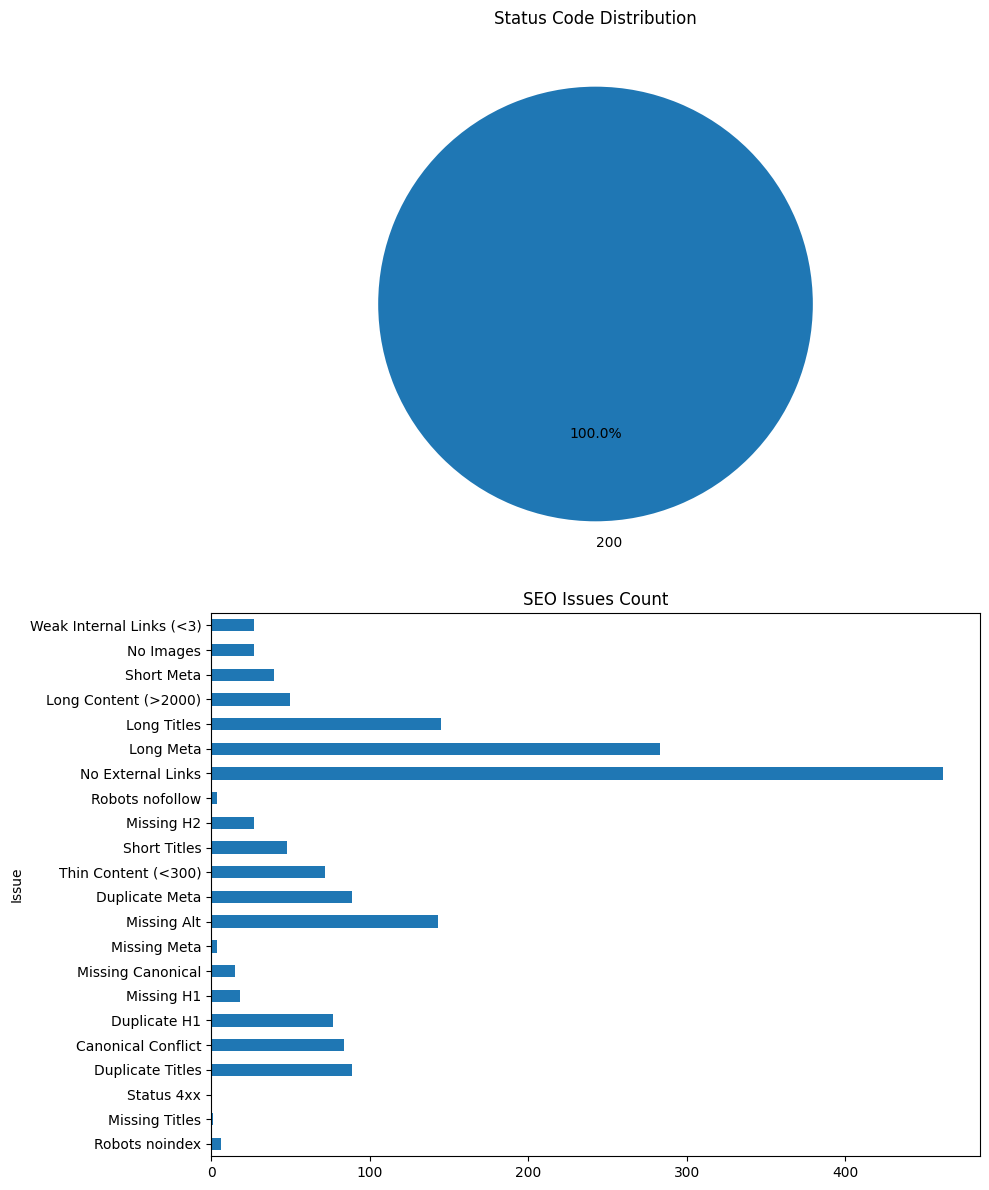 Status Code Distribution
100.0%
200
SEO Issues Count
Weak Internal Links (<3)
No Images
Short Meta
Long Content (>2000)
Long Titles
Long Meta
No External Links
Robots nofollow
Missing H2
Short Titles
Thin Content (<300)
Duplicate Meta
Missing Alt
Missing Meta
Missing Canonical
Missing H1
Duplicate H1
Canonical Conflict
Duplicate Titles
Status 4xx
Missing Titles
Robots noindex
Issue
0 100 200 300 400